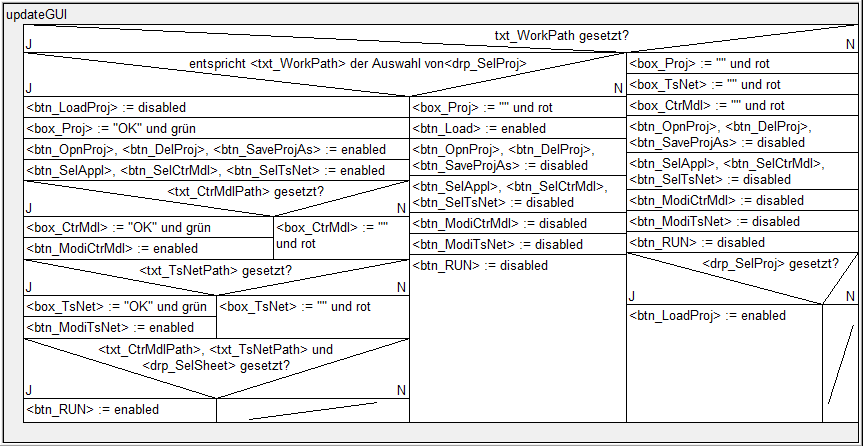 updateGUI
txt_WorkPath gesetzt?
J
N
entspricht <txt_WorkPath> der Auswahl von<drp_SelProj>
J
N
<btn_LoadProj> := disabled
<box_Proj> := "OK" und grün
<btn_OpnProj>, <btn_DelProj>, <btn_SaveProjAs> := enabled
<btn_SelAppl>, <btn_SelCtrMdl>, <btn_SelTsNet> := enabled
<txt_CtrMdlPath> gesetzt?
J
N
<box_CtrMdl> := "OK" und grün
<btn_ModiCtrMdl> := enabled
<box_CtrMdl> := ""
und rot
<txt_TsNetPath> gesetzt?
J
N
<box_TsNet> := "OK" und grün
<btn_ModiTsNet> := enabled
<box_TsNet> := "" und rot
<txt_CtrMdlPath>, <txt_TsNetPath> und
<drp_SelSheet> gesetzt?
J
N
<btn_RUN> := enabled
<box_Proj> := "" und rot
<btn_Load> := enabled
<btn_OpnProj>, <btn_DelProj>,
<btn_SaveProjAs> := disabled
<btn_SelAppl>, <btn_SelCtrMdl>,
<btn_SelTsNet> := disabled
<btn_ModiCtrMdl> := disabled
<btn_ModiTsNet> := disabled
<btn_RUN> := disabled
<box_Proj> := "" und rot
<box_TsNet> := "" und rot
<box_CtrMdl> := "" und rot
<btn_OpnProj>, <btn_DelProj>,
<btn_SaveProjAs> := disabled
<btn_SelAppl>, <btn_SelCtrMdl>,
<btn_SelTsNet> := disabled
<btn_ModiCtrMdl> := disabled
<btn_ModiTsNet> := disabled
<btn_RUN> := disabled
<drp_SelProj> gesetzt?
J
N
<btn_LoadProj> := enabled